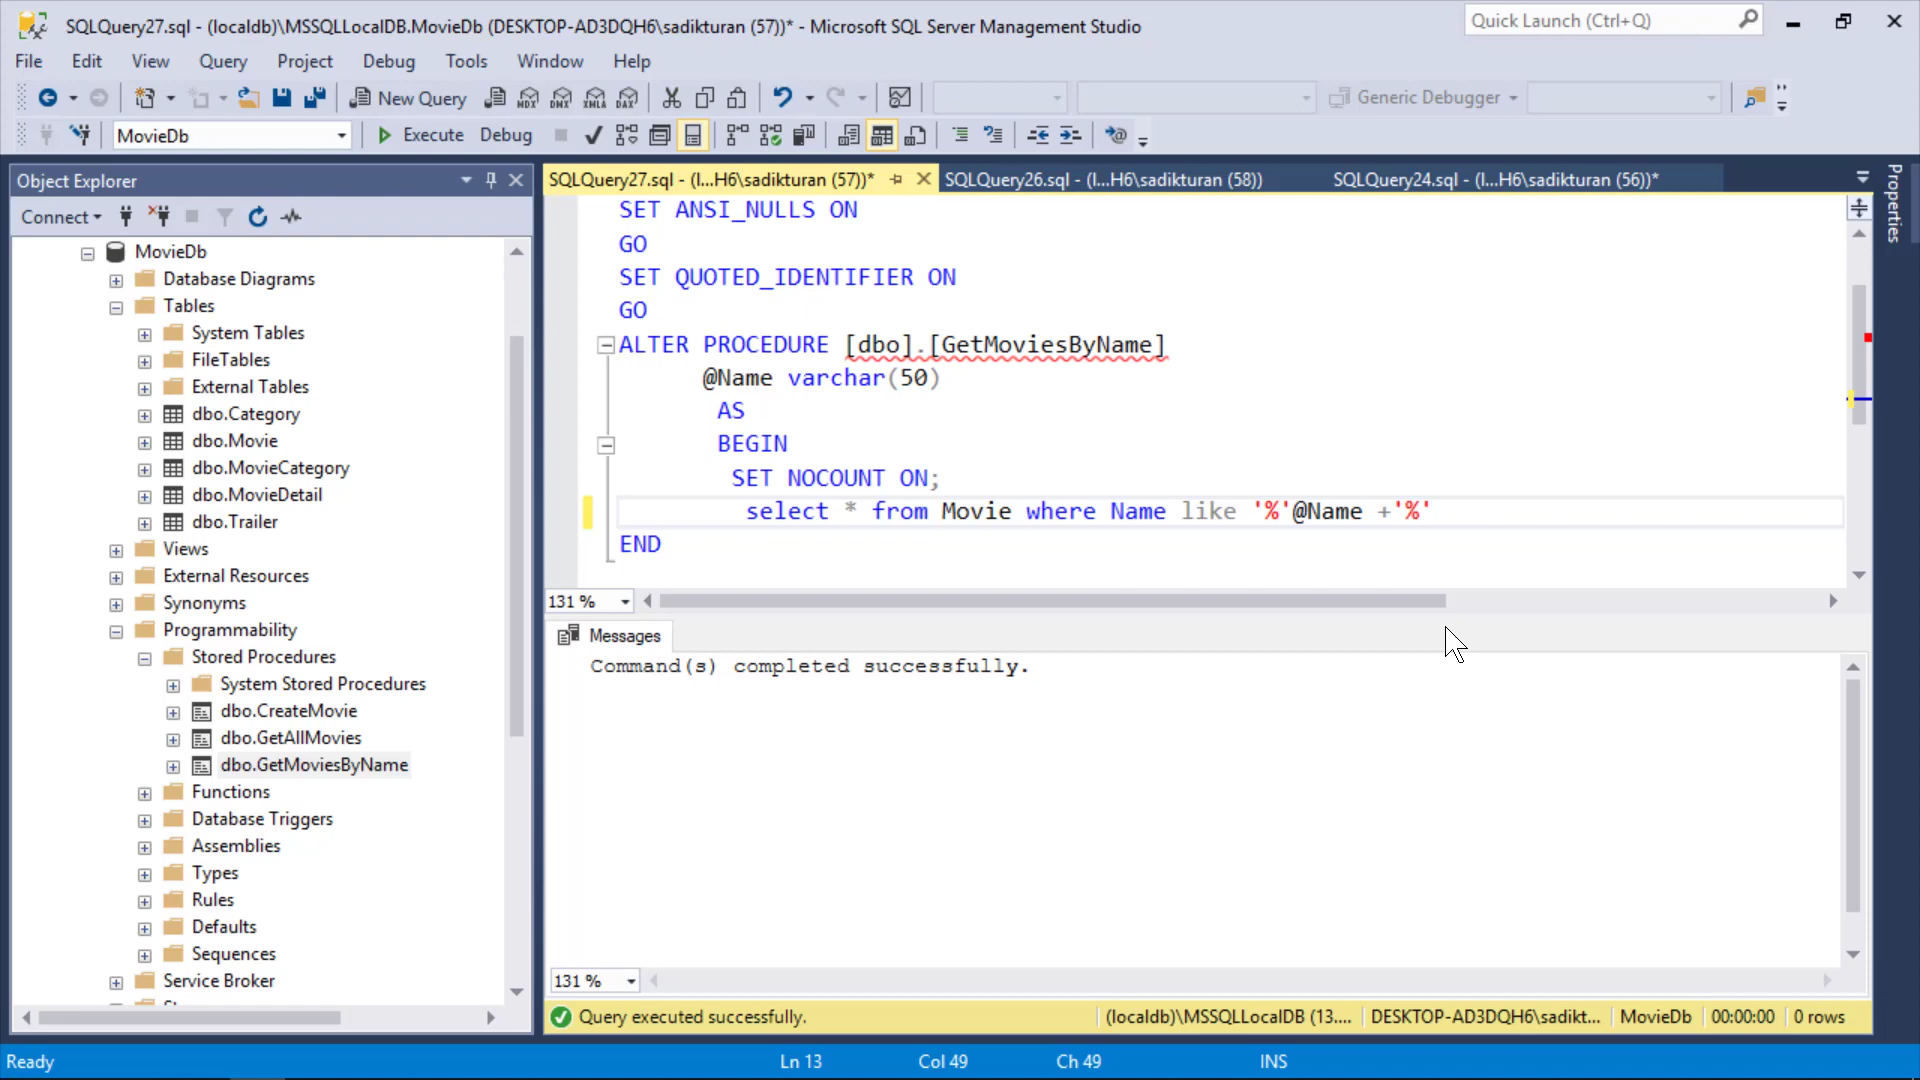 SQLQuery27.sql - (localdb)\MSSQLLocalDB.MovieDb (DESKTOP-AD3DQH6\sadikturan (57))* - Microsoft SQL Server Management Studio
Quick Launch (Ctrl+Q)
File Edit View Query Project Debug Tools Window Help
New Query
MDX DMX XMLA DAX
Generic Debugger
MovieDb
Execute Debug
Object Explorer
SQLQuery27.sql - (l...H6\sadikturan (57))*
SQLQuery26.sql - (l...H6\sadikturan (58))
SQLQuery24.sql - (l...H6\sadikturan (56))*
Properties
Connect
MovieDb
Database Diagrams
Tables
System Tables
FileTables
External Tables
dbo.Category
dbo.Movie
dbo.MovieCategory
dbo.MovieDetail
dbo.Trailer
Views
External Resources
Synonyms
Programmability
Stored Procedures
System Stored Procedures
dbo.CreateMovie
dbo.GetAllMovies
dbo.GetMoviesByName
Functions
Database Triggers
Assemblies
Types
Rules
Defaults
Sequences
Service Broker
SET ANSI_NULLS ON
GO
SET QUOTED_IDENTIFIER ON
GO
ALTER PROCEDURE [dbo].[GetMoviesByName]
@Name varchar(50)
AS
BEGIN
SET NOCOUNT ON;
select * from Movie where Name like '%'@Name +'%'
END
131 %
Messages
Command(s) completed successfully.
131 %
Query executed successfully.
(localdb)\MSSQLLocalDB (13....
DESKTOP-AD3DQH6\sadikt...
MovieDb
00:00:00
0 rows
Ready
Ln 13
Col 49
Ch 49
INS